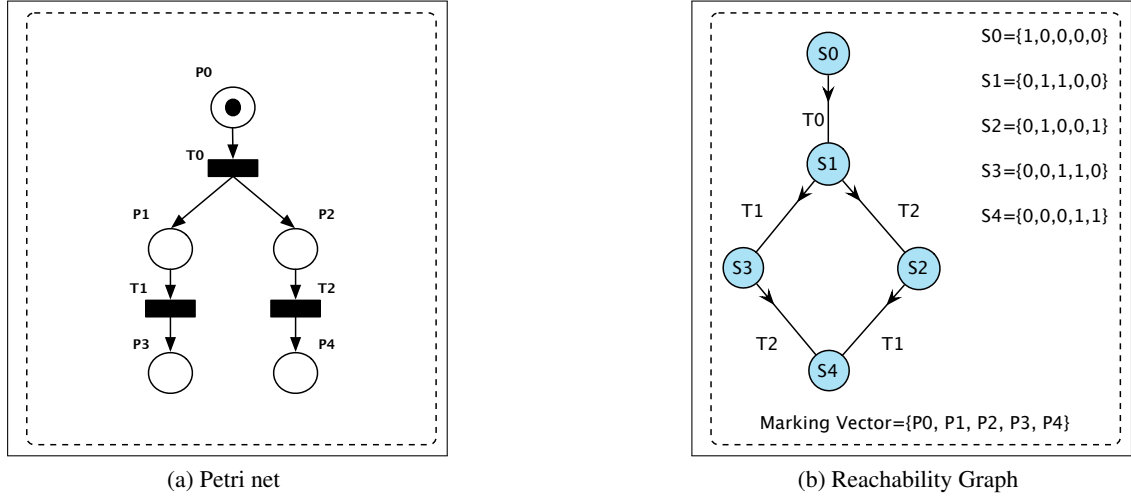 P0
T0
P1
P2
T1
T2
P3
P4
(a) Petri net
S0
T0
S1
T1
T2
S3
S2
T2
T1
S4
S0={1,0,0,0,0}
S1={0,1,1,0,0}
S2={0,1,0,0,1}
S3={0,0,1,1,0}
S4={0,0,0,1,1}
Marking Vector={P0, P1, P2, P3, P4}
(b) Reachability Graph